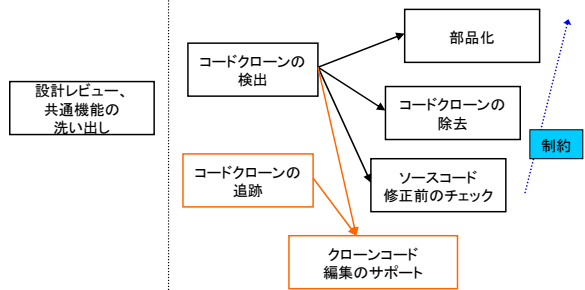 設計レビュー、
共通機能の
洗い出し
コードクローンの
検出
部品化
コードクローンの
除去
制約
コードクローンの
追跡
ソースコード
修正前のチェック
クローンコード
編集のサポート